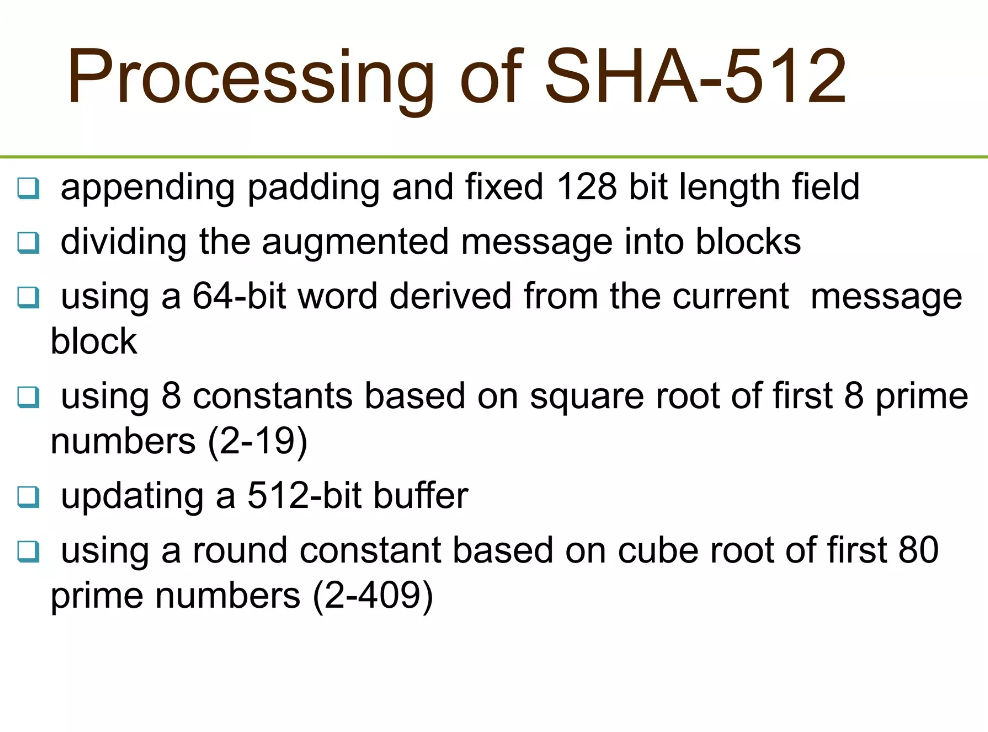 Processing of SHA-512
❑ appending padding and fixed 128 bit length field
❑ dividing the augmented message into blocks
❑ using a 64-bit word derived from the current  message
block
❑ using 8 constants based on square root of first 8 prime
numbers (2-19)
❑ updating a 512-bit buffer
❑ using a round constant based on cube root of first 80
prime numbers (2-409)